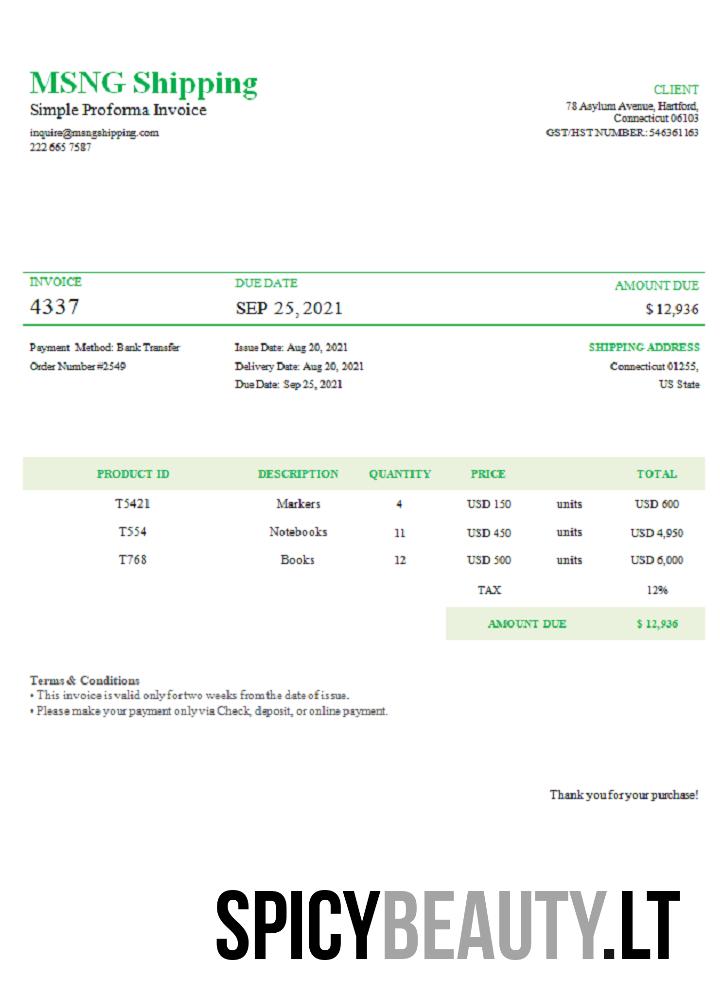 MSNG Shipping
Simple Proforma Invoice
inquire@msngshipping.com
222 665 7587
CLIENT
78 Asylum Avenue, Hartford,
Connecticut 06103
GST/HST NUMBER: 546361163
INVOICE DUE DATE AMOUNT DUE
4337 SEP 25, 2021 $ 12,936
Payment Method: Bank Transfer Issue Date: Aug 20, 2021 SHIPPING ADDRESS
Order Number #2549 Delivery Date: Aug 20, 2021 Connecticut 01255,
Due Date: Sep 25, 2021 US State
PRODUCT ID DESCRIPTION QUANTITY PRICE TOTAL
T5421 Markers 4 USD 150 units USD 600
T554 Notebooks 11 USD 450 units USD 4,950
T768 Books 12 USD 500 units USD 6,000
TAX 12%
AMOUNT DUE $ 12,936
Terms & Conditions
• This invoice is valid only for two weeks from the date of issue.
• Please make your payment only via Check, deposit, or online payment.
Thank you for your purchase!
SPICYBEAUTY.LT